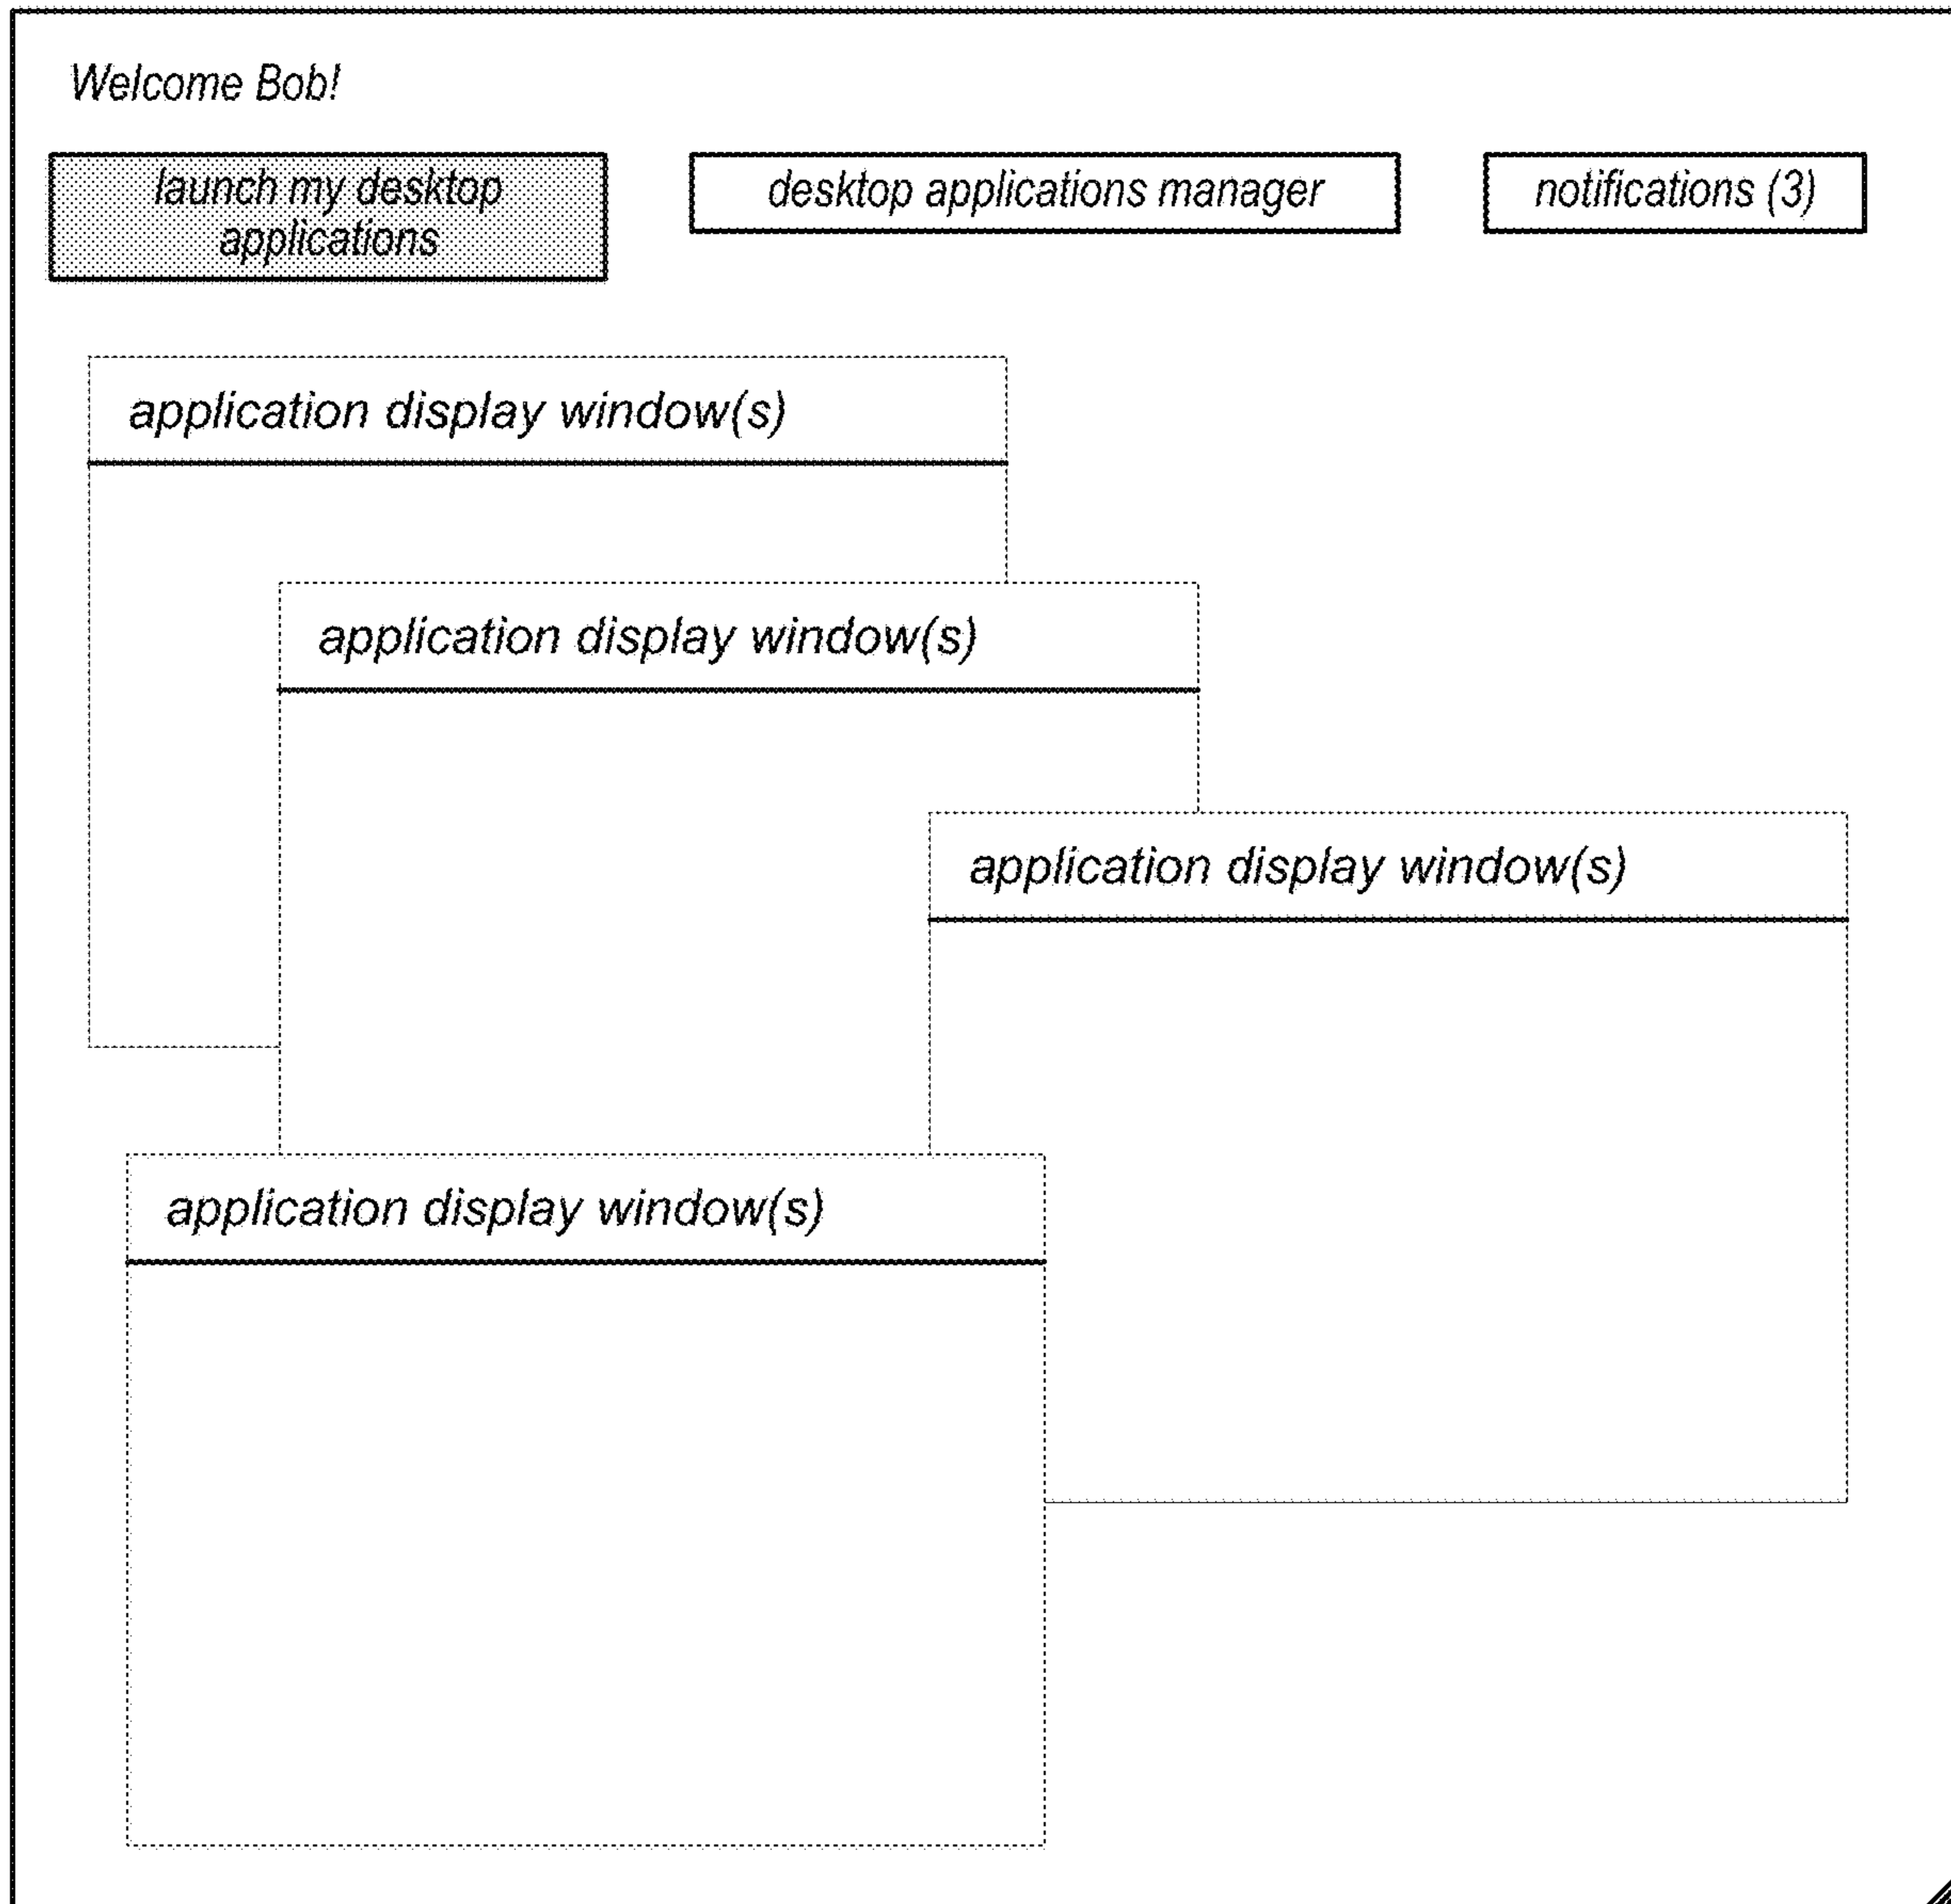 Welcome Bob!
launch my desktop
applications
desktop applications manager
notifications (3)
application display window(s)
application display window(s)
application display window(s)
application display window(s)